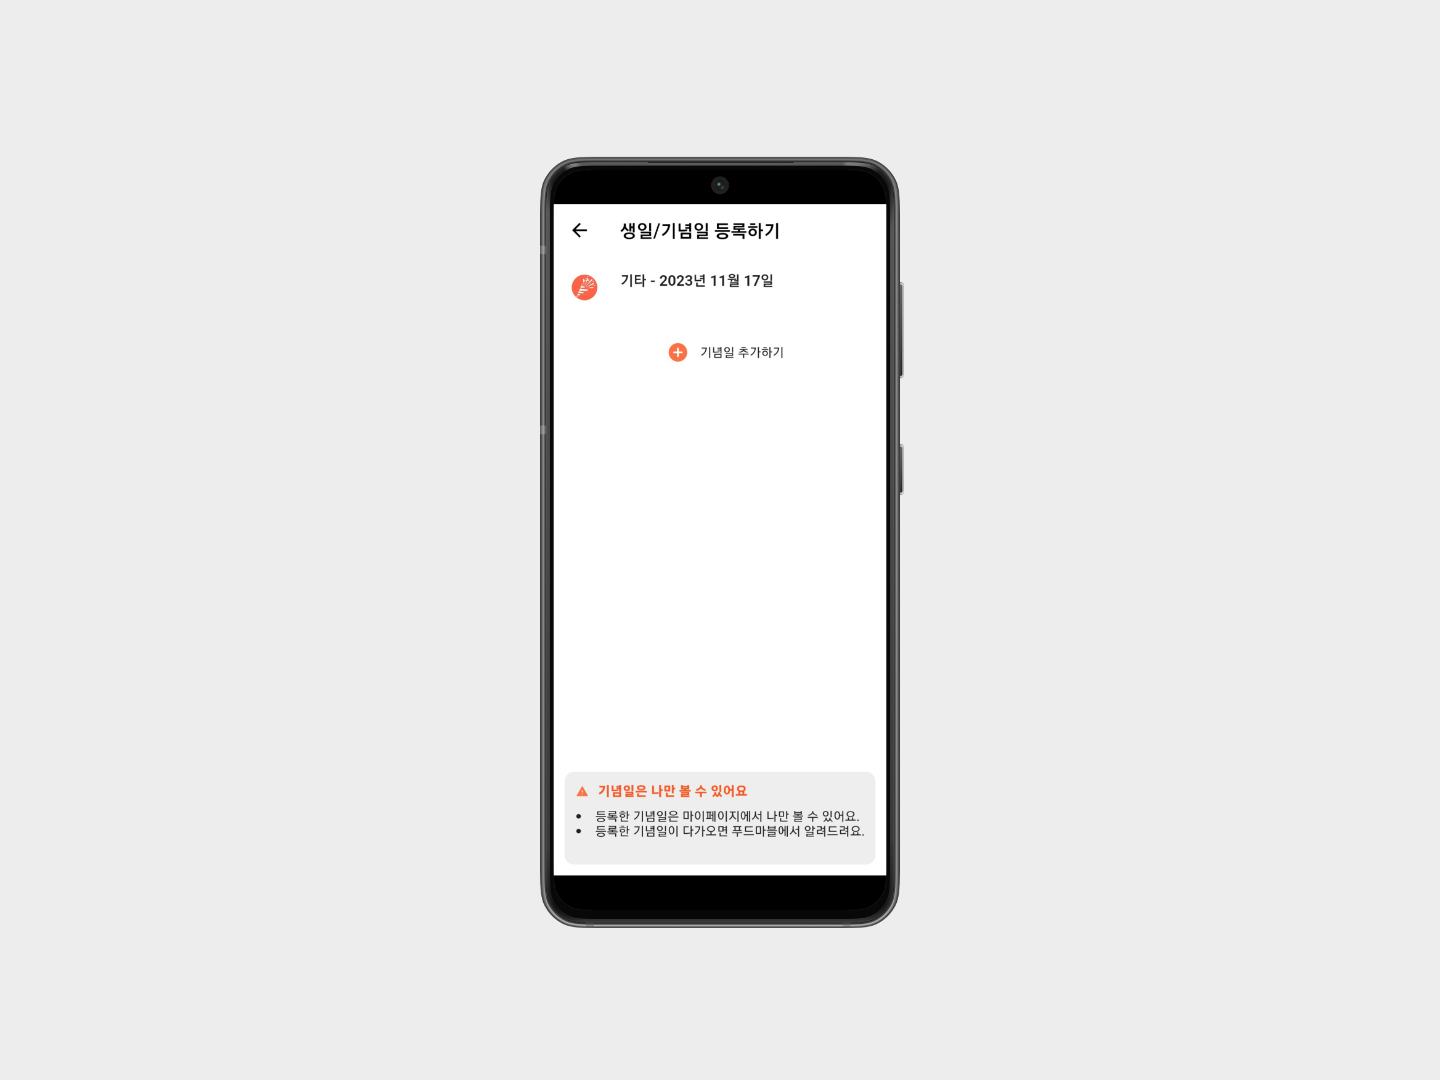 생일/기념일 등록하기
기타 - 2023년 11월 17일
기념일 추가하기
기념일은 나만 볼 수 있어요
• 등록한 기념일은 마이페이지에서 나만 볼 수 있어요.
• 등록한 기념일이 다가오면 푸드마블에서 알려드려요.